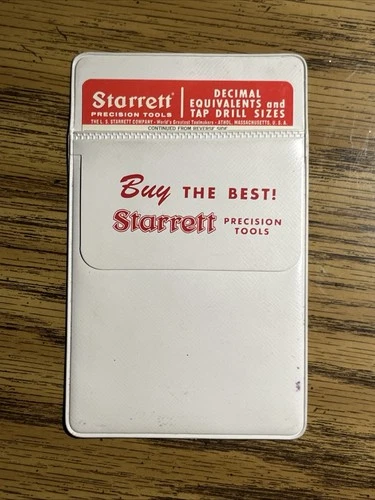 Starrett®
PRECISION TOOLS
DECIMAL
EQUIVALENTS and
TAP DRILL SIZES
THE L. S. STARRETT COMPANY · World's Greatest Toolmakers · ATHOL, MASSACHUSETTS, U. S. A.
CONTINUED FROM REVERSE SIDE
Buy THE BEST!
Starrett PRECISION
TOOLS